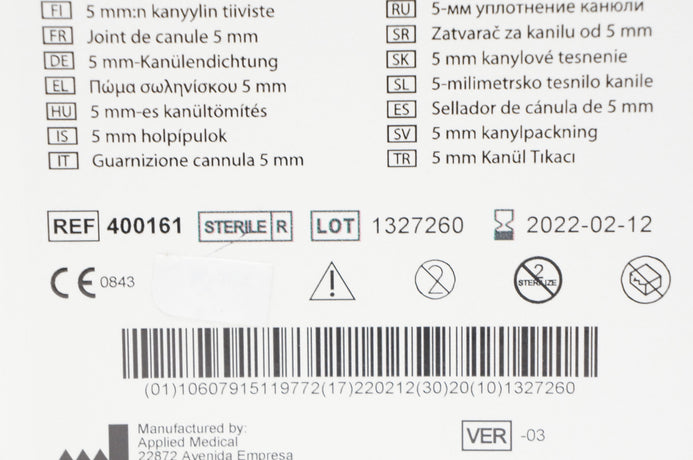 FI 5 mm:n kanyylin tiiviste
FR Joint de canule 5 mm
DE 5 mm-Kanülendichtung
EL Πώμα σωληνίσκου 5 mm
HU 5 mm-es kanültömítés
IS 5 mm holpípulok
IT Guarnizione cannula 5 mm
RU 5-мм уплотнение канюли
SR Zatvarač za kanilu od 5 mm
SK 5 mm kanylové tesnenie
SL 5-milimetrsko tesnilo kanile
ES Sellador de cánula de 5 mm
SV 5 mm kanylpackning
TR 5 mm Kanül Tıkacı
REF 400161 STERILE R LOT 1327260 2022-02-12
CE 0843 2 2 STERILIZE
(01)10607915119772(17)220212(30)20(10)1327260
Manufactured by:
Applied Medical
22872 Avenida Empresa
VER -03